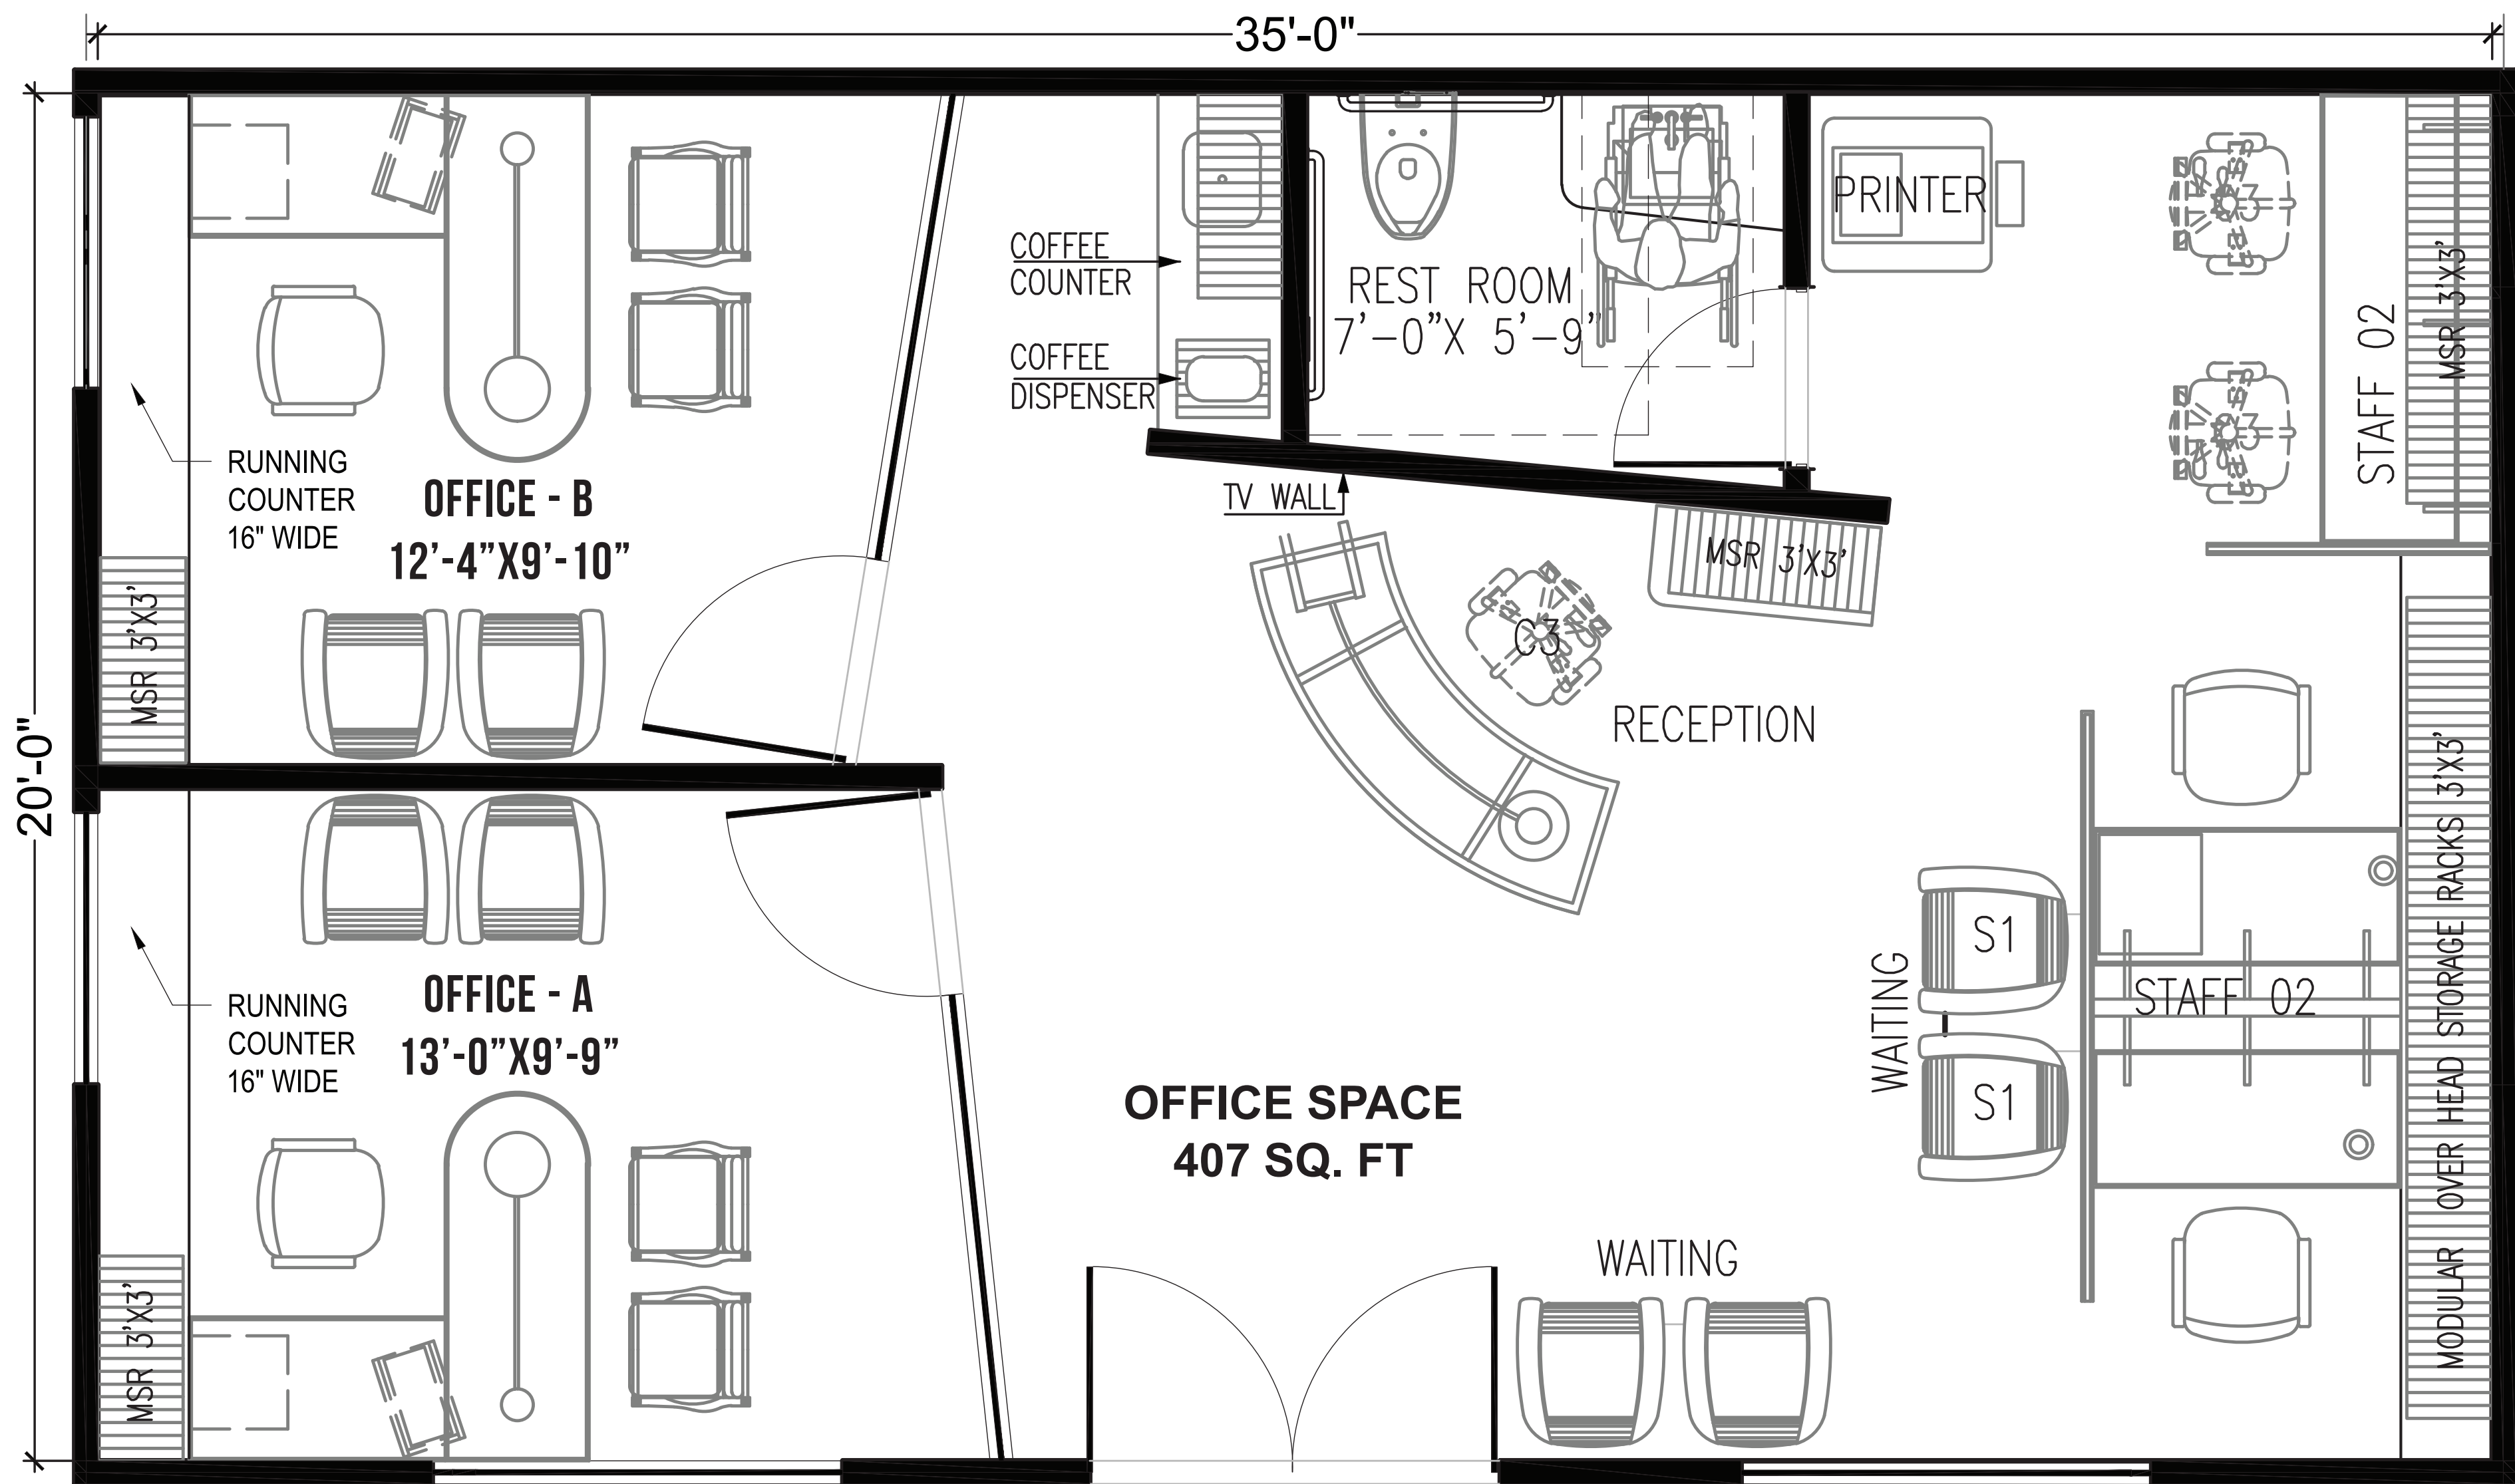 35'-0"
20'-0"
COFFEE
COUNTER
COFFEE
DISPENSER
REST ROOM
7'-0"X 5'-9"
PRINTER
STAFF 02
MSR 3'X3'
RUNNING
COUNTER
16" WIDE
OFFICE - B
12'-4"X9'-10"
MSR 3'X3'
TV WALL
MSR 3'X3'
C3
RECEPTION
RUNNING
COUNTER
16" WIDE
OFFICE - A
13'-0"X9'-9"
MSR 3'X3'
OFFICE SPACE
407 SQ. FT
WAITING
S1
S1
STAFF 02
MODULAR OVER HEAD STORAGE RACKS 3'X3'
WAITING